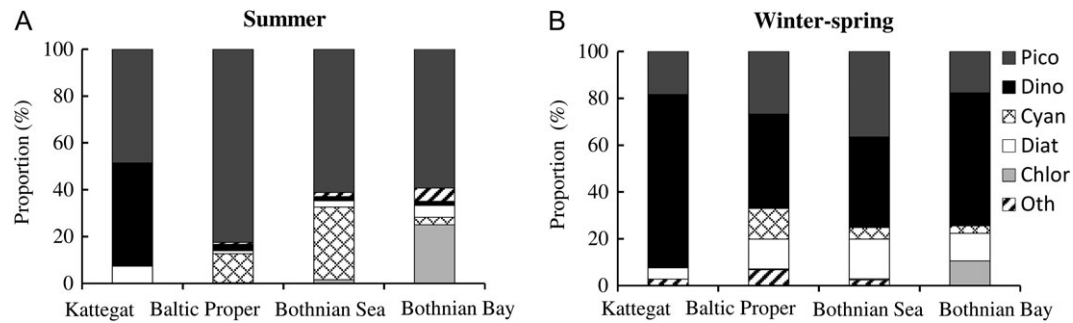 A
Summer
100
80
60
40
20
0
Proportion (%)
Kattegat Baltic Proper Bothnian Sea Bothnian Bay
B
Winter-spring
100
80
60
40
20
0
Proportion (%)
Kattegat Baltic Proper Bothnian Sea Bothnian Bay
Pico
Dino
Cyan
Diat
Chlor
Oth